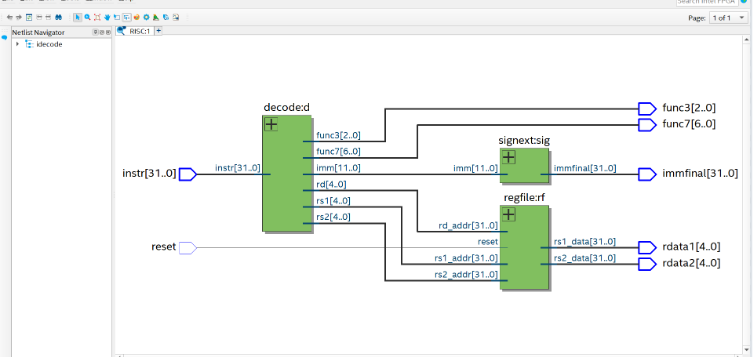 Search Intel FPGA
Page: 1 of 1
Netlist Navigator
RISC:1
idecode
decode:d
func3[2..0]
func7[6..0]
func3[2..0]
signext:sig
func7[6..0]
instr[31..0]
instr[31..0]
imm[11..0]
imm[11..0]
immfinal[31..0]
immfinal[31..0]
rd[4..0]
regfile:rf
rs1[4..0]
rs2[4..0]
rd_addr[31..0]
reset
reset
rs1_data[31..0]
rdata1[4..0]
rs1_addr[31..0]
rs2_data[31..0]
rdata2[4..0]
rs2_addr[31..0]